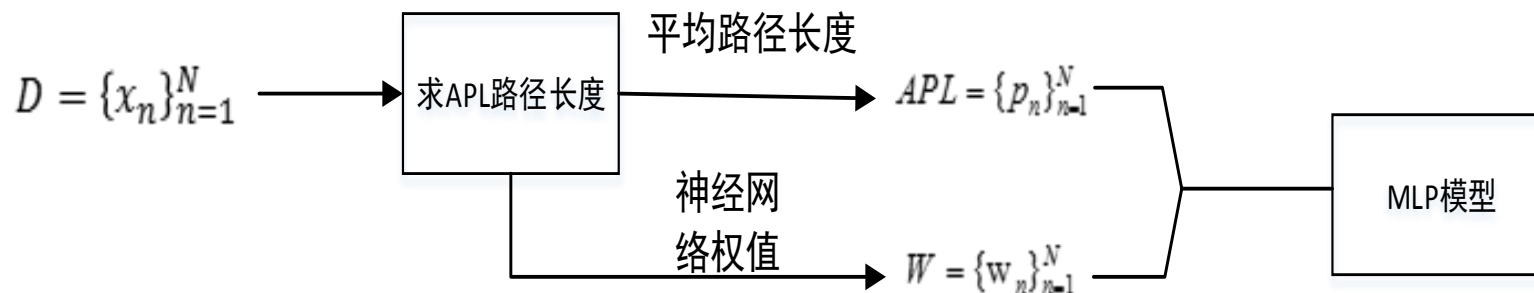 平均路径长度
D = {x_n}_{n=1}^N
求APL路径长度
APL = {p_n}_{n=1}^N
神经网
络权值
MLP模型
W = {w_n}_{n=1}^N